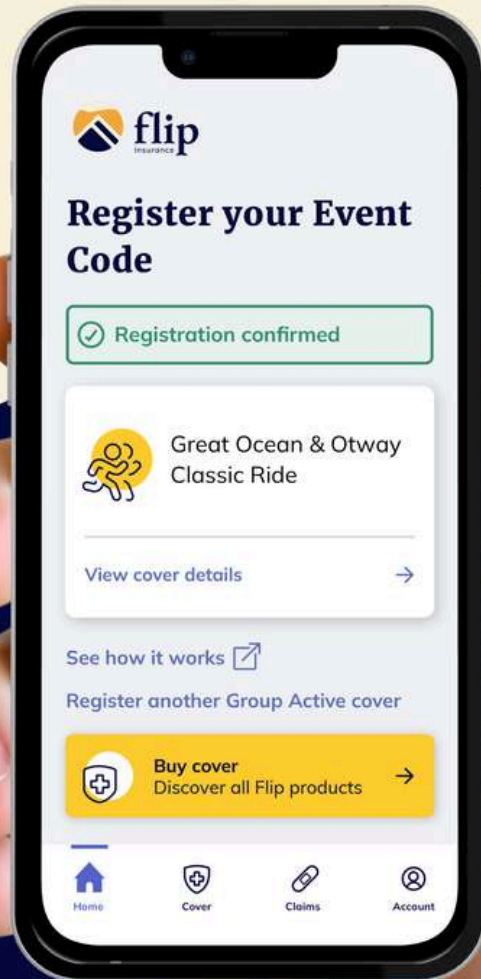 flip
insurance
Register your Event
Code
Registration confirmed
Great Ocean & Otway
Classic Ride
View cover details
See how it works
Register another Group Active cover
Buy cover
Discover all Flip products
Home Cover Claims Account